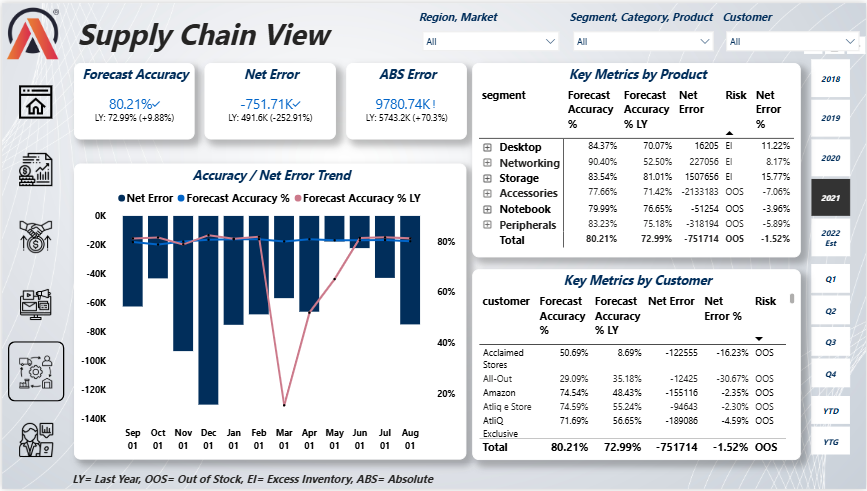 Supply Chain View
Region, Market
Segment, Category, Product
Customer
All
All
All
Forecast Accuracy
80.21%✓
LY: 72.99% (+9.88%)
Net Error
-751.71K✓
LY: 491.6K (-252.91%)
ABS Error
9780.74K !
LY: 5743.2K (+70.3%)
Accuracy / Net Error Trend
Net Error Forecast Accuracy % Forecast Accuracy % LY
0K
-20K
-40K
-60K
-80K
-100K
-120K
-140K
80%
60%
40%
20%
Sep Oct Nov Dec Jan Feb Mar Apr May Jun Jul Aug
01 01 01 01 01 01 01 01 01 01 01 01
Key Metrics by Product
segment Forecast Forecast Net Risk Net
Accuracy Accuracy Error Error
% % LY %
Desktop 84.37% 70.07% 16205 EI 11.22%
Networking 90.40% 52.50% 227056 EI 8.17%
Storage 83.54% 81.01% 1507656 EI 15.77%
Accessories 77.66% 71.42% -2133183 OOS -7.06%
Notebook 79.99% 76.65% -51254 OOS -3.96%
Peripherals 83.23% 75.18% -318194 OOS -5.89%
Total 80.21% 72.99% -751714 OOS -1.52%
Key Metrics by Customer
customer Forecast Forecast Net Error Net Risk
Accuracy Accuracy Error %
% % LY
Acclaimed 50.69% 8.69% -122555 -16.23% OOS
Stores
All-Out 29.09% 35.18% -12425 -30.67% OOS
Amazon 74.54% 48.43% -155116 -2.35% OOS
Atliq e Store 74.59% 55.24% -94643 -2.30% OOS
AtliQ 71.69% 56.65% -189086 -4.59% OOS
Exclusive
Total 80.21% 72.99% -751714 -1.52% OOS
2018
2019
2020
2021
2022
Est
Q1
Q2
Q3
Q4
YTD
YTG
LY= Last Year, OOS= Out of Stock, EI= Excess Inventory, ABS= Absolute